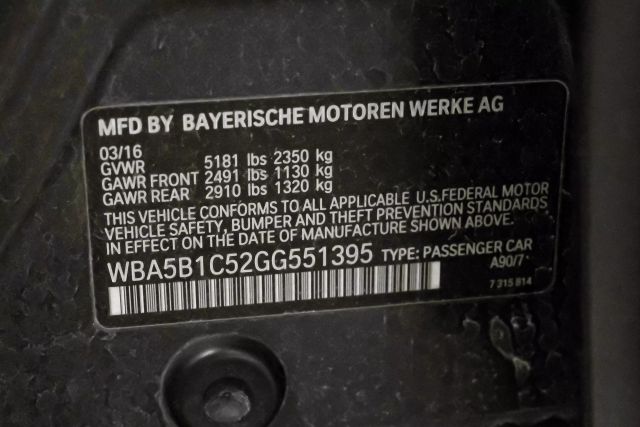 MFD BY BAYERISCHE MOTOREN WERKE AG
03/16
GVWR 5181 lbs 2350 kg
GAWR FRONT 2491 lbs 1130 kg
GAWR REAR 2910 lbs 1320 kg
THIS VEHICLE CONFORMS TO ALL APPLICABLE U.S.FEDERAL MOTOR
VEHICLE SAFETY, BUMPER AND THEFT PREVENTION STANDARDS
IN EFFECT ON THE DATE OF MANUFACTURE SHOWN ABOVE.
WBA5B1C52GG551395 TYPE: PASSENGER CAR
A90/7
7 315 814